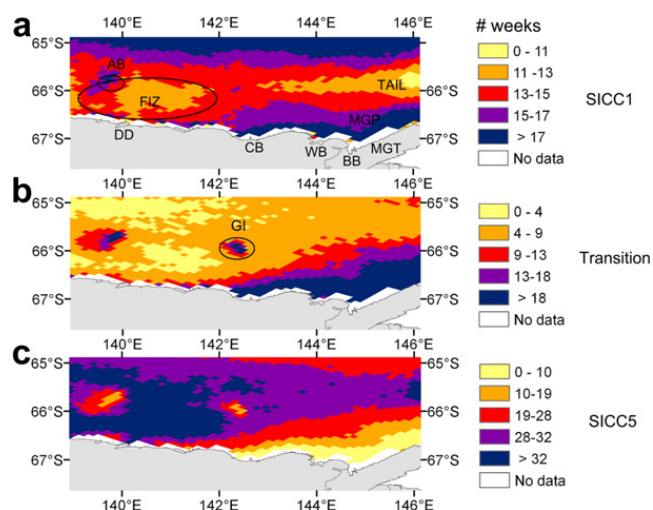 a
140°E 142°E 144°E 146°E
65°S 65°S
AB
66°S TAIL 66°S
FIZ
MGP
67°S 67°S
DD CB WB BB MGT
# weeks
0 - 11
11 -13
13-15
15-17
> 17
No data
SICC1
b
140°E 142°E 144°E 146°E
65°S 65°S
GI
66°S 66°S
67°S 67°S
0 - 4
4 - 9
9 -13
13-18
> 18
No data
Transition
c
140°E 142°E 144°E 146°E
65°S 65°S
66°S 66°S
67°S 67°S
140°E 142°E 144°E 146°E
0 - 10
10-19
19-28
28-32
> 32
No data
SICC5